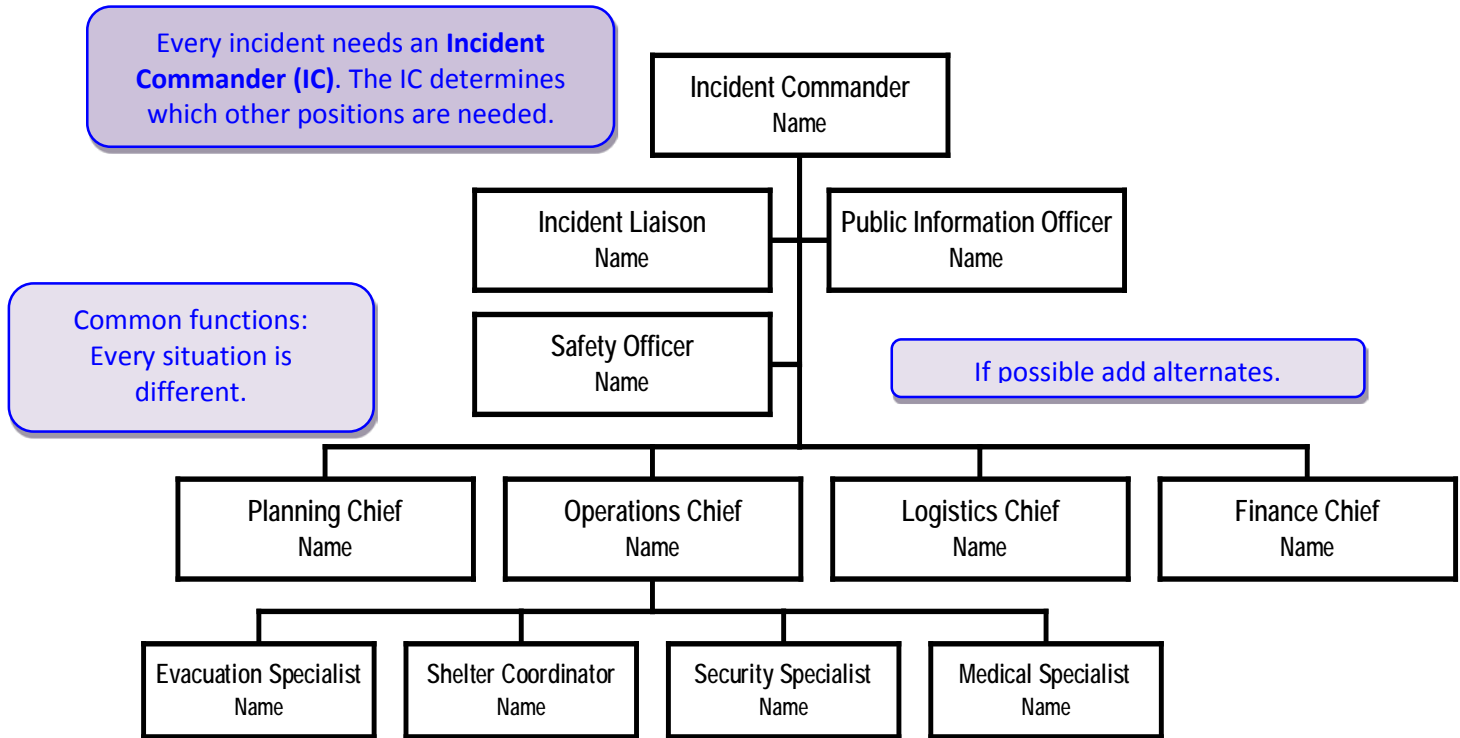 Every incident needs an Incident
Commander (IC). The IC determines
which other positions are needed.
Incident Commander
Name
Incident Liaison
Name
Public Information Officer
Name
Common functions:
Every situation is
different.
Safety Officer
Name
If possible add alternates.
Planning Chief
Name
Operations Chief
Name
Logistics Chief
Name
Finance Chief
Name
Evacuation Specialist
Name
Shelter Coordinator
Name
Security Specialist
Name
Medical Specialist
Name